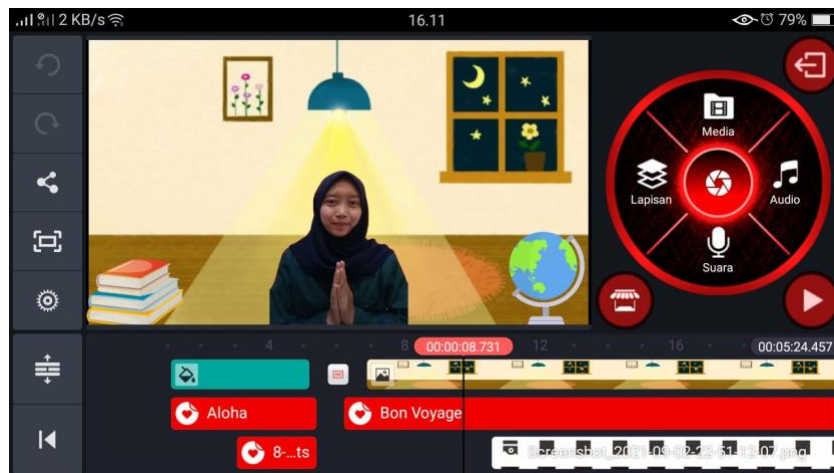 2 KB/s 16.11 79%
Media
Lapisan
Audio
Suara
4 8 00:00:08.731 12 16 00:05:24.457
Aloha Bon Voyage
8-...ts Screenshot_2021-09-02-22-51-12-07.png